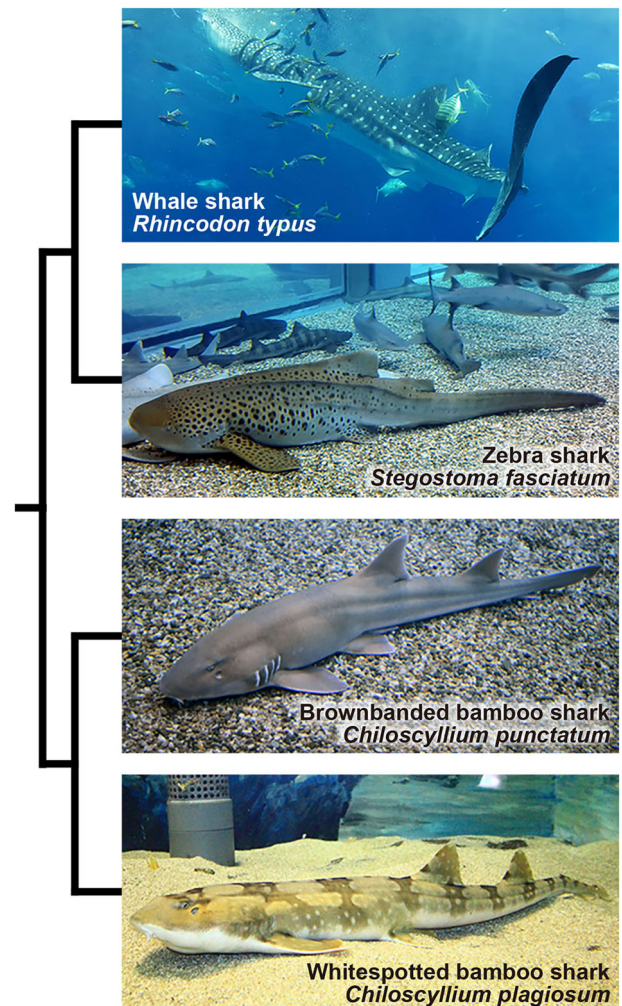 Whale shark
Rhincodon typus
Zebra shark
Stegostoma fasciatum
Brownbanded bamboo shark
Chiloscyllium punctatum
Whitespotted bamboo shark
Chiloscyllium plagiosum